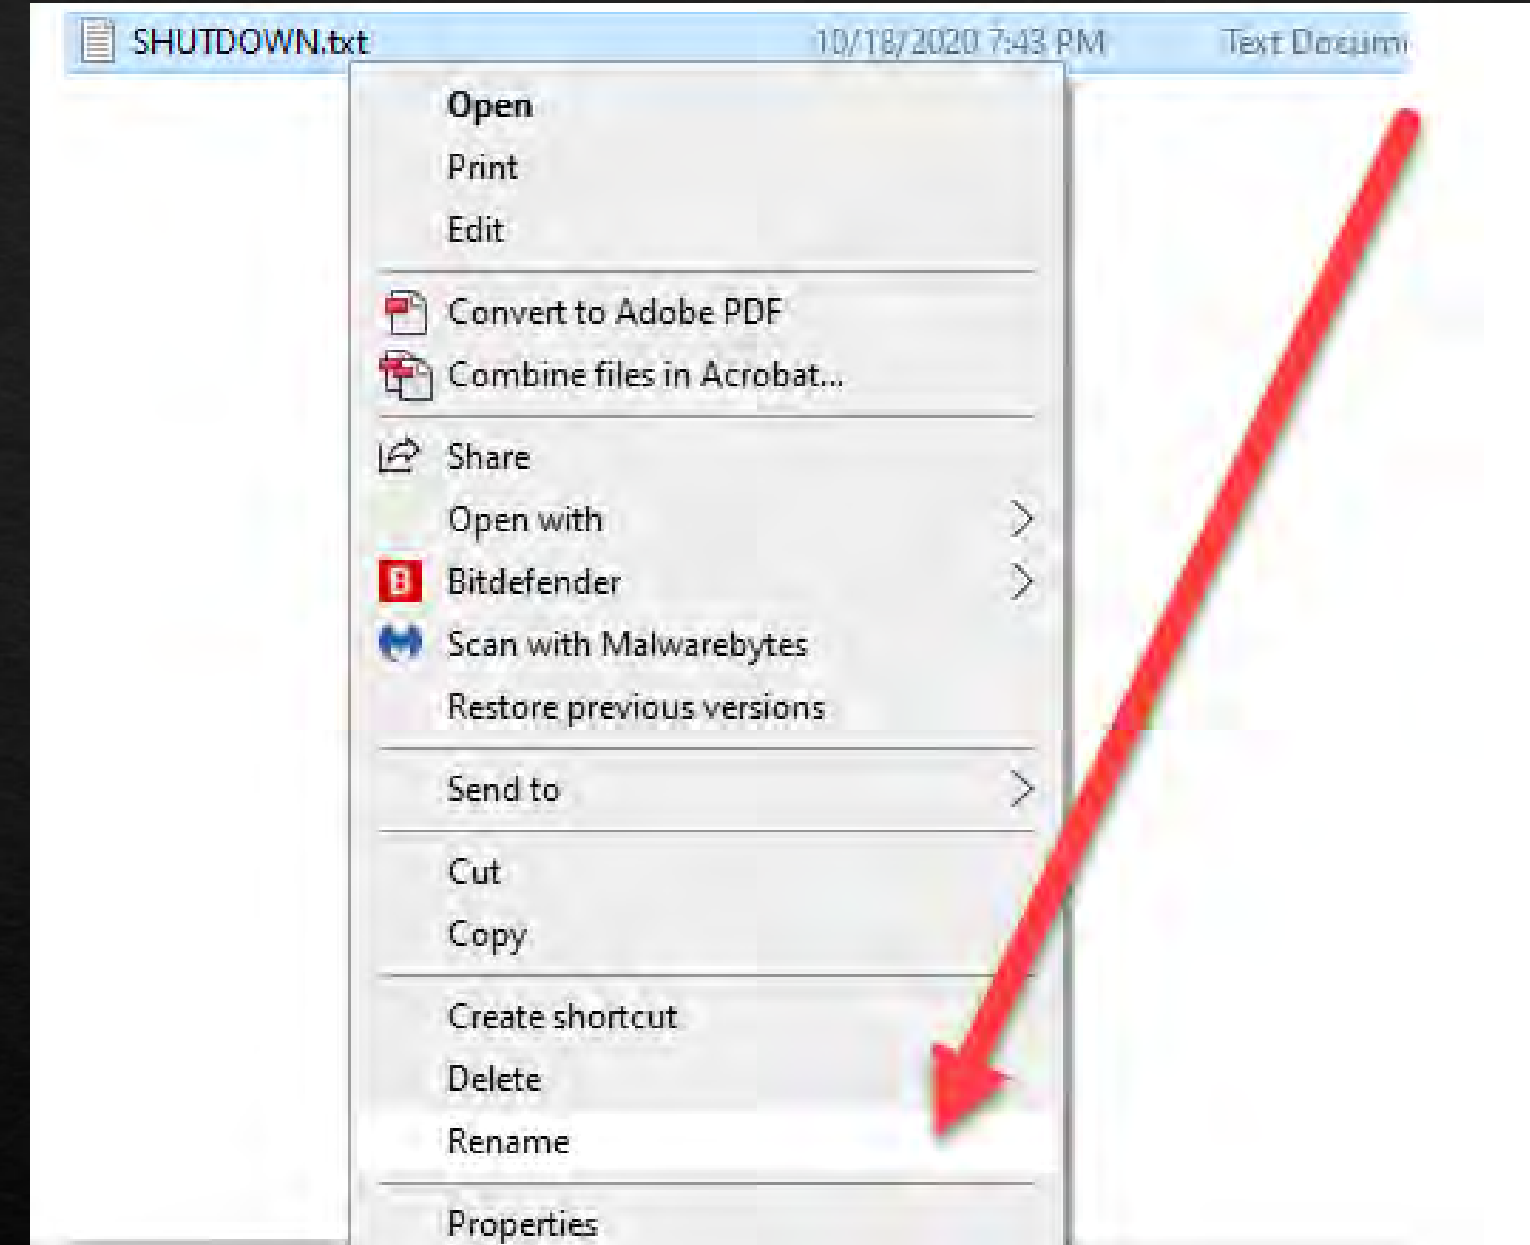 SHUTDOWN.txt 10/18/2020 7:43 PM Text
Open
Print
Edit
Convert to Adobe PDF
Combine files in Acrobat...
Share
Open with
B Bitdefender
Scan with Malwarebytes
Restore previous versions
Send to
Cut
Copy
Create shortcut
Delete
Rename
Properties